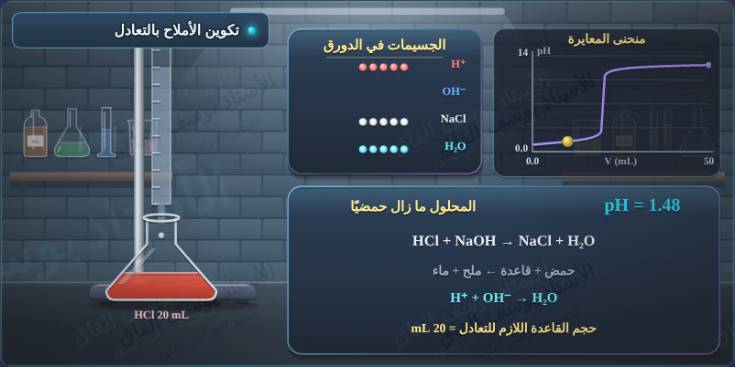 تكوين الأملاح بالتعادل
منحنى المعايرة
pH
14
0.0
0.0
V (mL)
50
الجسيمات في الدورق
H⁺
OH⁻
NaCl
H₂O
HCl 20 mL
pH = 1.48
المحلول ما زال حمضيًا
HCl + NaOH → NaCl + H₂O
حمض + قاعدة ← ملح + ماء
H⁺ + OH⁻ → H₂O
حجم القاعدة اللازم للتعادل = 20 mL